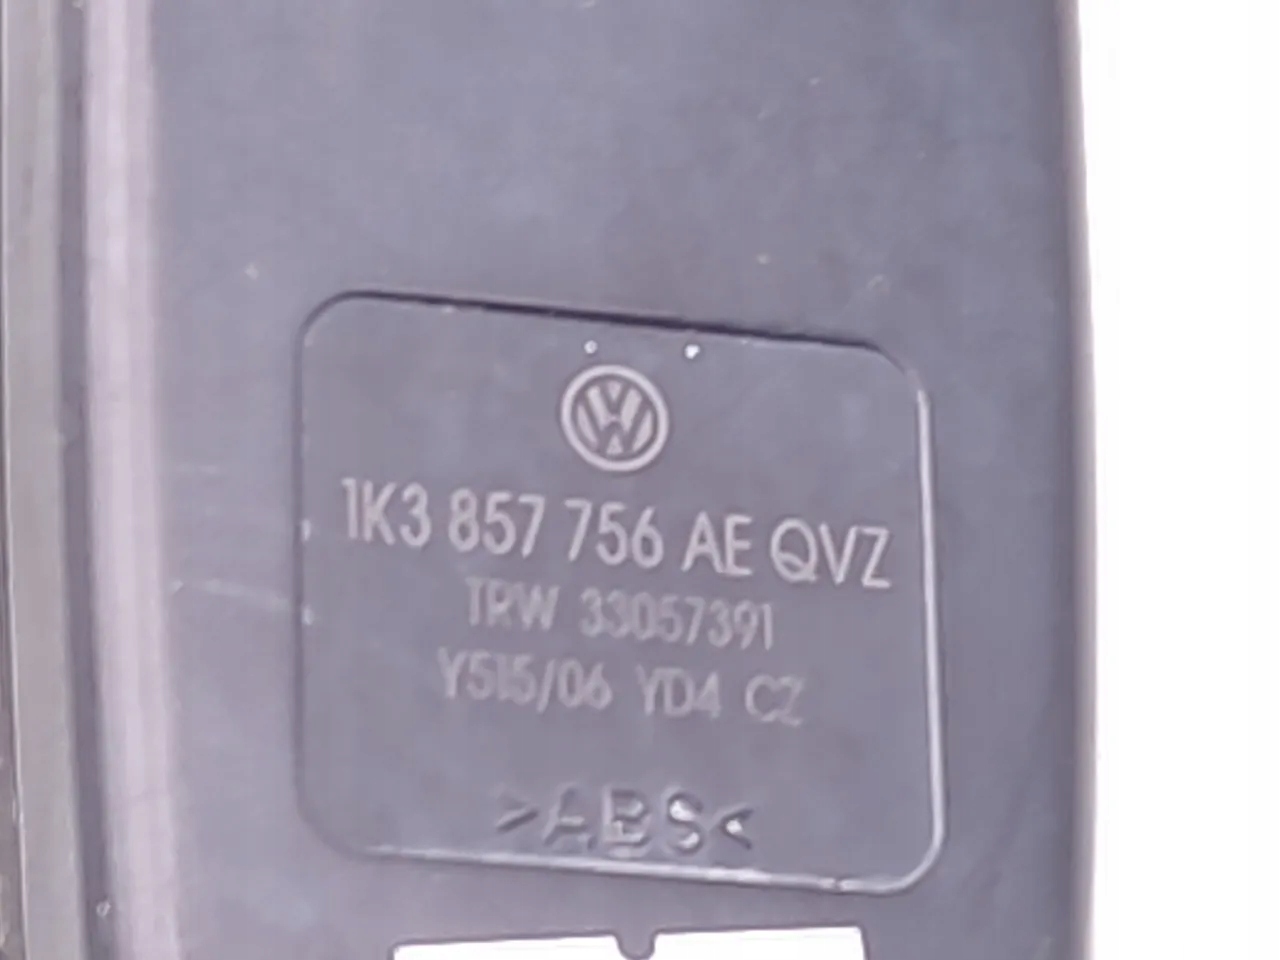 1K3 857 756 AE QVZ
TRW 33057391
Y515/06 YD4 CZ
>ABS<